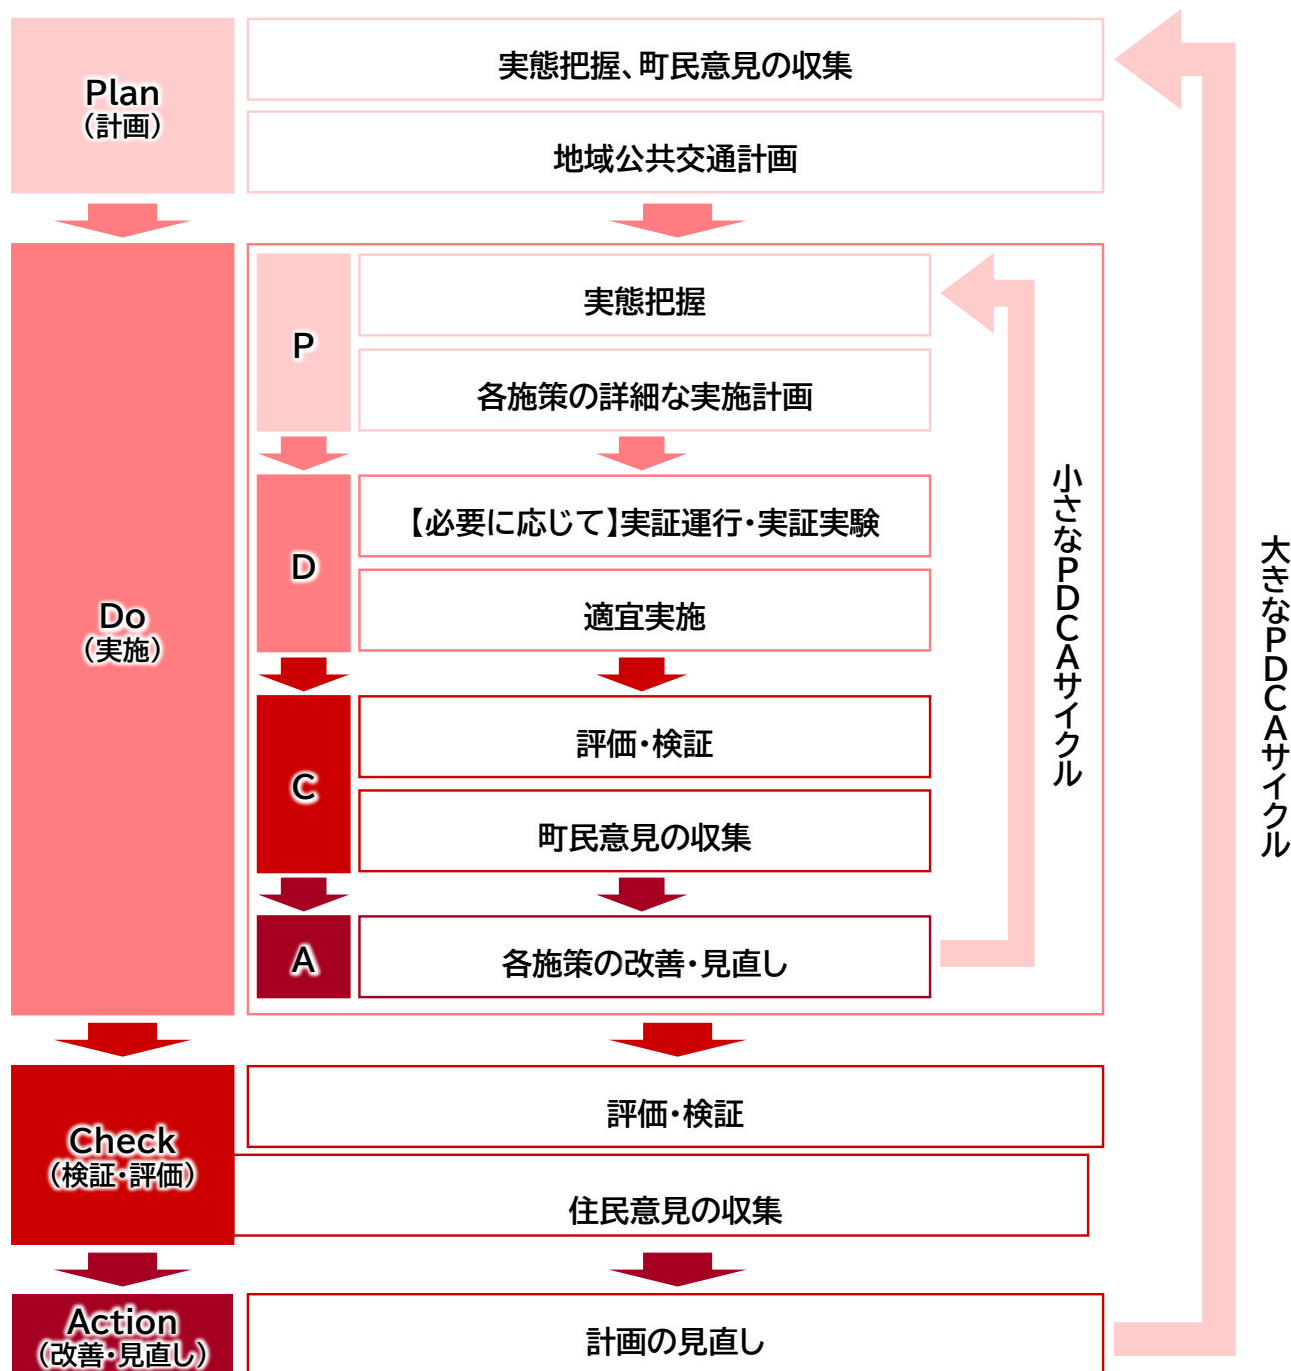 Plan
（計画）
実態把握、町民意見の収集
地域公共交通計画
Do
（実施）
P
実態把握
各施策の詳細な実施計画
D
【必要に応じて】実証運行・実証実験
適宜実施
C
評価・検証
町民意見の収集
A
各施策の改善・見直し
小さなPDCAサイクル
大きなPDCAサイクル
Check
（検証・評価）
評価・検証
住民意見の収集
Action
（改善・見直し）
計画の見直し